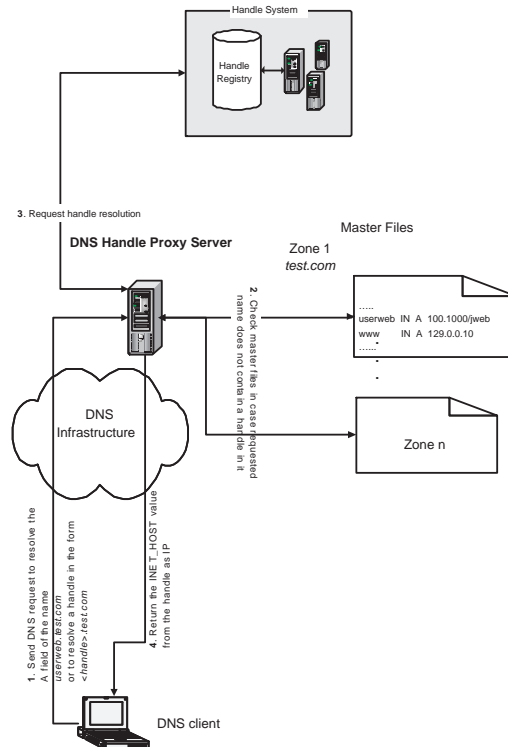 Handle System
Handle
Registry
3. Request handle resolution
DNS Handle Proxy Server
Master Files
Zone 1
test.com
.....
userweb IN A 100.1000/jweb
www IN A 129.0.0.10
......
.
.
.
2. Check master files in case requested
name does not contain a handle in it
Zone n
DNS
Infrastructure
1. Send DNS request to resolve the
A field of the name
userweb.test.com
or to resolve a handle in the form
<handle>.test.com
4. Return the INET_HOST value
from the handle as IP
DNS client